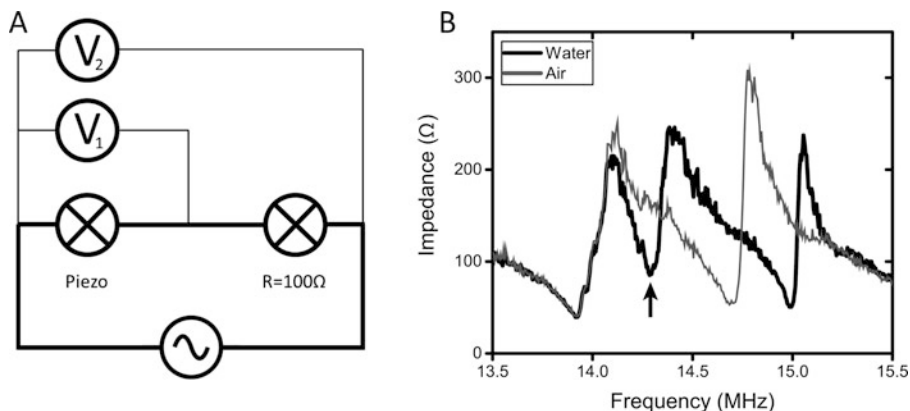 A
V2
V1
Piezo
R=100Ω
B
Water
Air
Impedance (Ω)
300
200
100
0
13.5 14.0 14.5 15.0 15.5
Frequency (MHz)